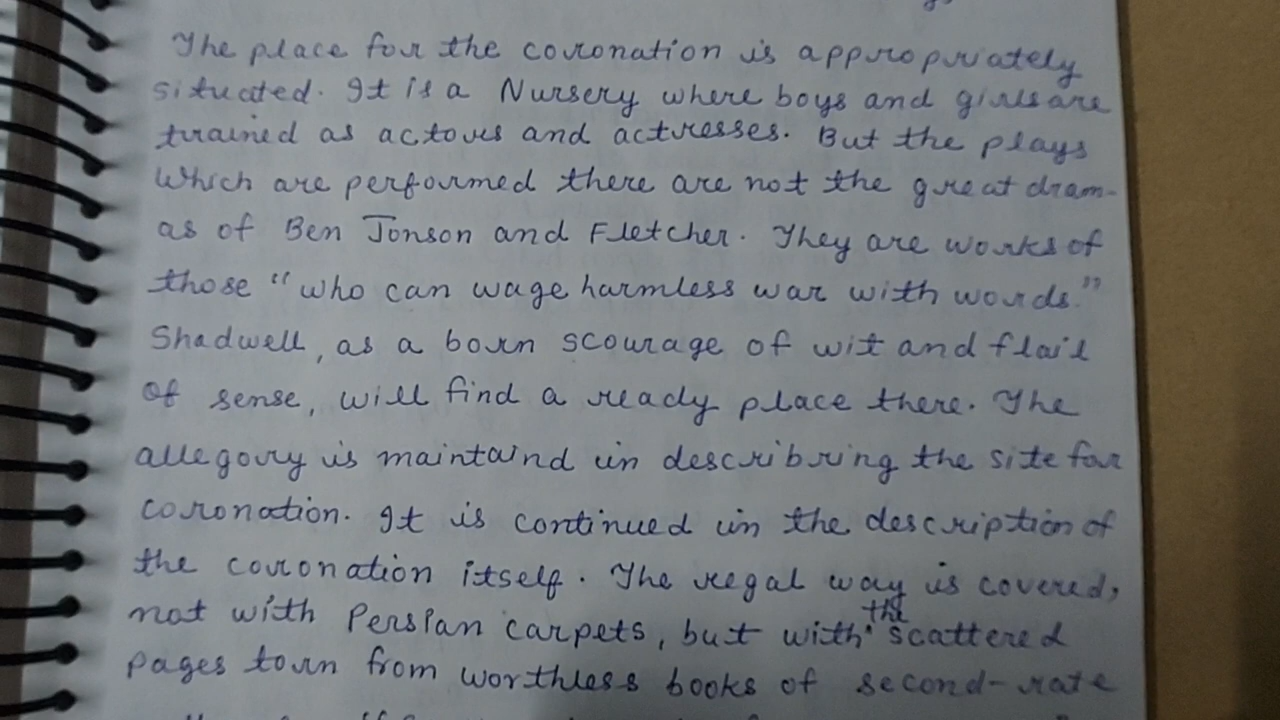 The place for the coronation is appropriately
situated. It is a Nursery where boys and girls are
trained as actors and actresses. But the plays
Which are performed there are not the great dram-
as of Ben Jonson and Fletcher. They are works of
those "who can wage harmless war with words."
Shadwell, as a born scourage of wit and flail
of sense, will find a ready place there. The
allegory is maintaind in describring the site for
coronation. It is continued in the description of
the coronation itself. The regal way is covered,
not with Persian carpets, but with the scattered
pages torn from worthless books of second-rate